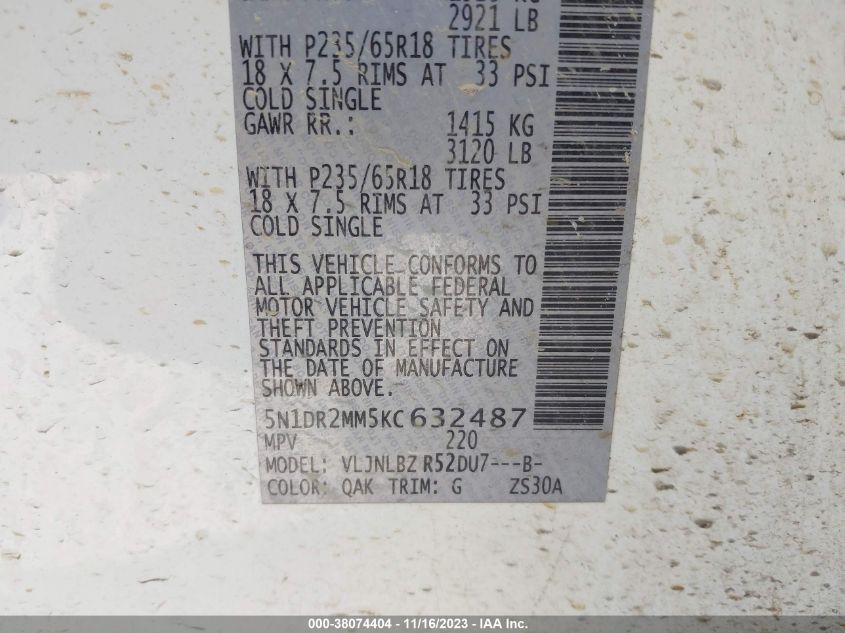 2921 LB
WITH P235/65R18 TIRES
18 X 7.5 RIMS AT 33 PSI
COLD SINGLE
GAWR RR.: 1415 KG
3120 LB
WITH P235/65R18 TIRES
18 X 7.5 RIMS AT 33 PSI
COLD SINGLE
THIS VEHICLE CONFORMS TO
ALL APPLICABLE FEDERAL
MOTOR VEHICLE SAFETY AND
THEFT PREVENTION
STANDARDS IN EFFECT ON
THE DATE OF MANUFACTURE
SHOWN ABOVE.
5N1DR2MM5KC632487
MPV 220
MODEL: VLJNLBZ R52DU7---B-
COLOR: QAK TRIM: G ZS30A
000-38074404 - 11/16/2023 - IAA Inc.